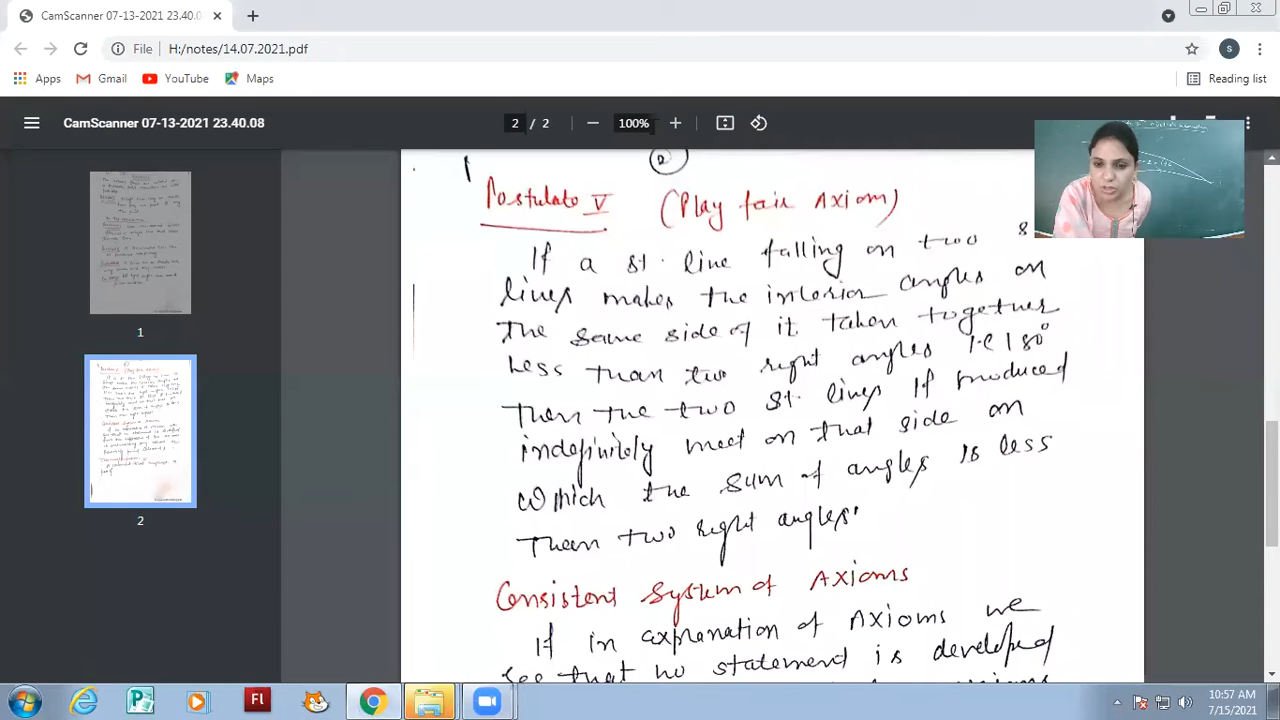 CamScanner 07-13-2021 23.40.0
File H:/notes/14.07.2021.pdf
S
Apps Gmail YouTube Maps Reading list
CamScanner 07-13-2021 23.40.08
2 / 2 100%
1
2
2
Postulato V (Play fair Axiom)
If a st. line falling on two s
lines makes the interior angles on
the same side of it taken together
less than two right angles i.e 180°
Then the two st. lines if produced
indefinitely meet on that side on
which the sum of angles is less
Then two right angles.
Consistent System of Axioms
If in explanation of Axioms we
See that no statement is developed
10:57 AM
7/15/2021